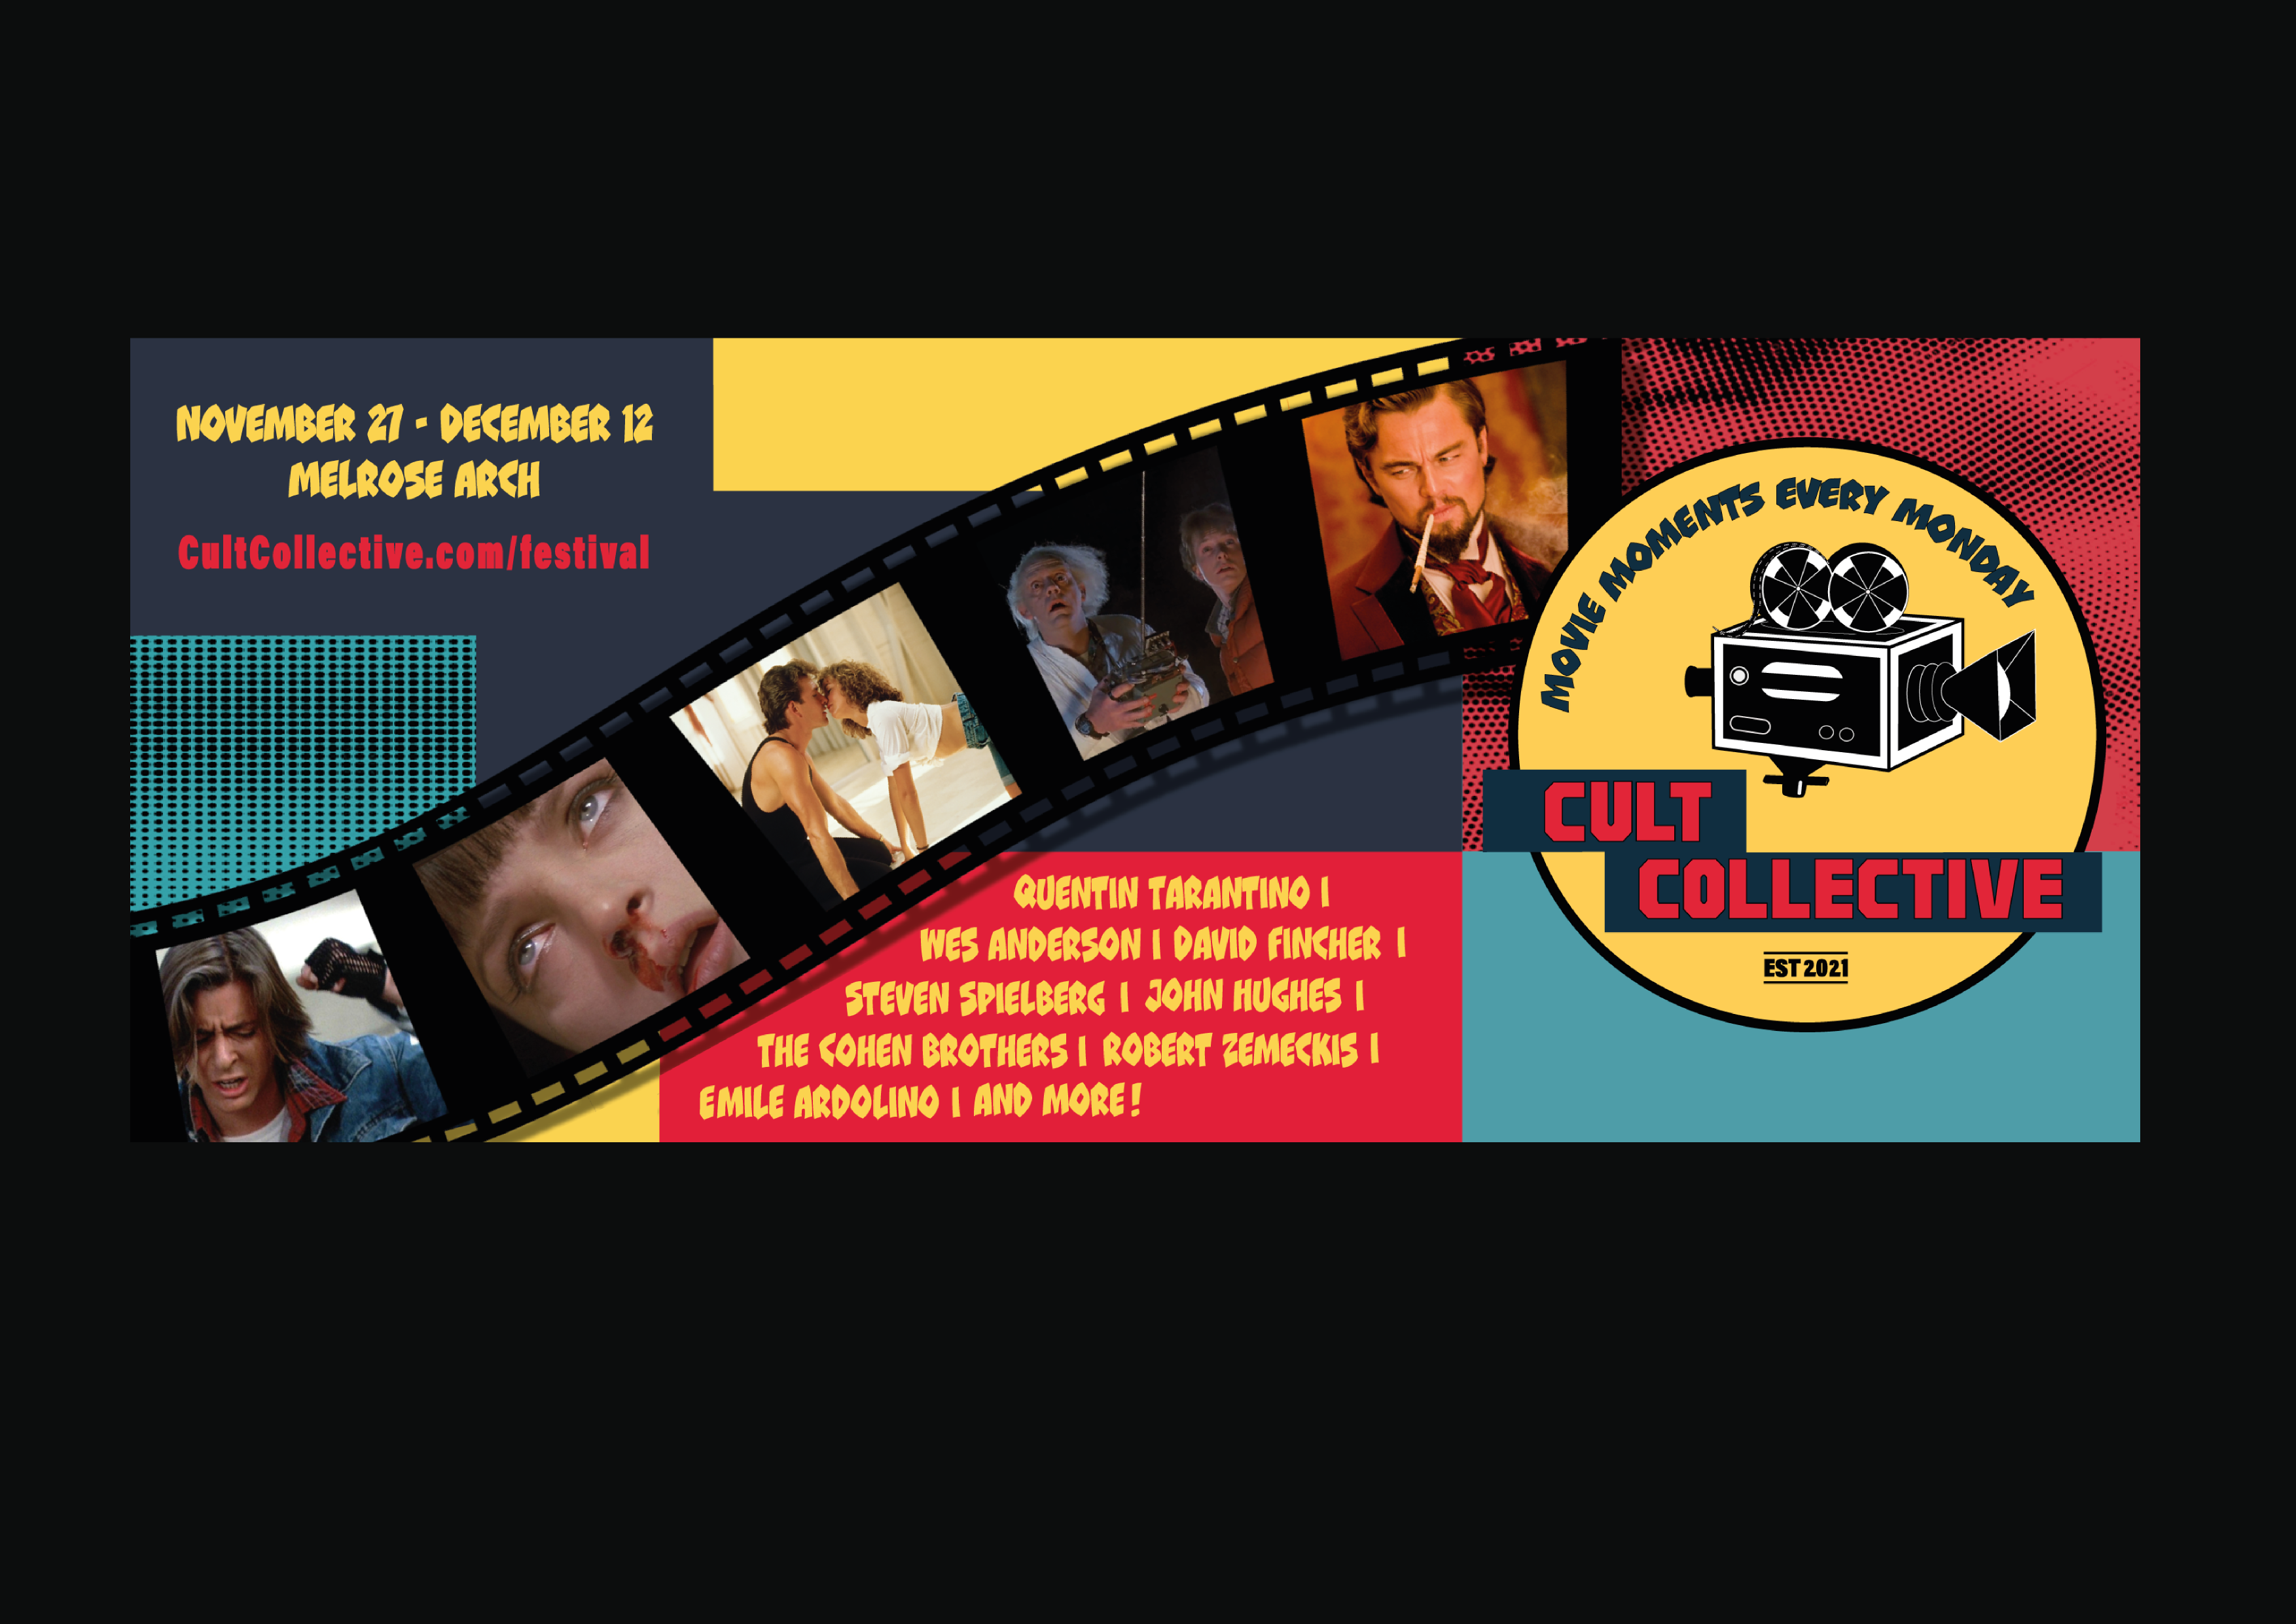 NOVEMBER 27 - DECEMBER 12
MELROSE ARCH
CultCollective.com/festival
QUENTIN TARANTINO |
WES ANDERSON | DAVID FINCHER |
STEVEN SPIELBERG | JOHN HUGHES |
THE COHEN BROTHERS | ROBERT ZEMECKIS |
EMILE ARDOLINO | AND MORE!
MOVIE MOMENTS EVERY MONDAY
CULT
COLLECTIVE
EST 2021